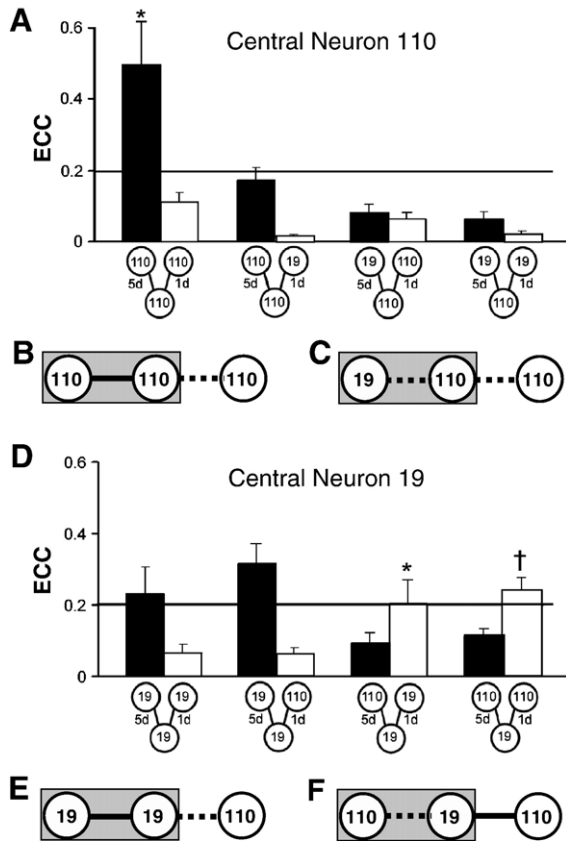 A
Central Neuron 110
*
0.6
0.4
0.2
0
ECC
110 110 110 19 19 110 19 19
5d 1d 5d 1d 5d 1d 5d 1d
110 110 110 110
B
110 110 110
C
19 110 110
D
Central Neuron 19
0.6
0.4
0.2
0
ECC
* †
19 19 19 110 110 19 110 110
5d 1d 5d 1d 5d 1d 5d 1d
19 19 19 19
E
19 19 110
F
110 19 110